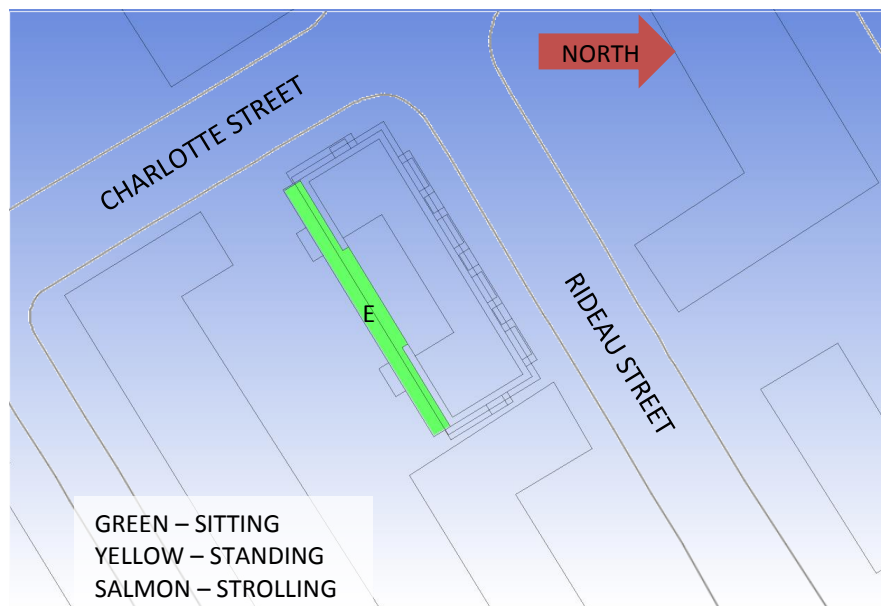 NORTH
CHARLOTTE STREET
RIDEAU STREET
E
GREEN – SITTING
YELLOW – STANDING
SALMON – STROLLING